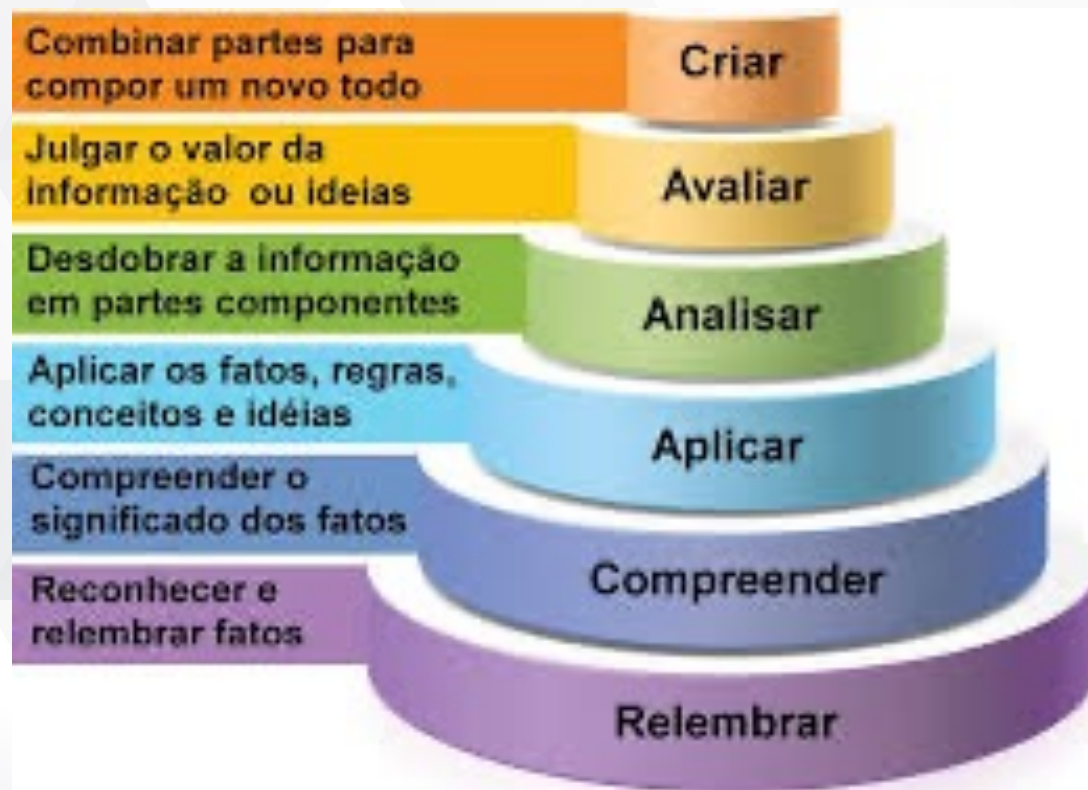 Combinar partes para
compor um novo todo
Criar
Julgar o valor da
informação ou ideias
Avaliar
Desdobrar a informação
em partes componentes
Analisar
Aplicar os fatos, regras,
conceitos e idéias
Aplicar
Compreender o
significado dos fatos
Compreender
Reconhecer e
relembrar fatos
Relembrar